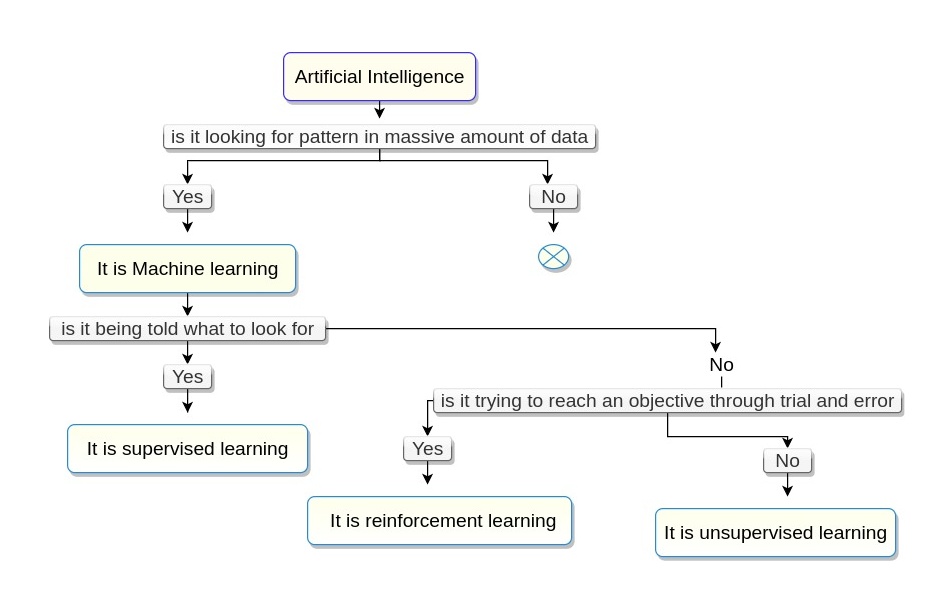 Artificial Intelligence
is it looking for pattern in massive amount of data
Yes
No
It is Machine learning
is it being told what to look for
Yes
No
is it trying to reach an objective through trial and error
It is supervised learning
Yes
No
It is reinforcement learning
It is unsupervised learning